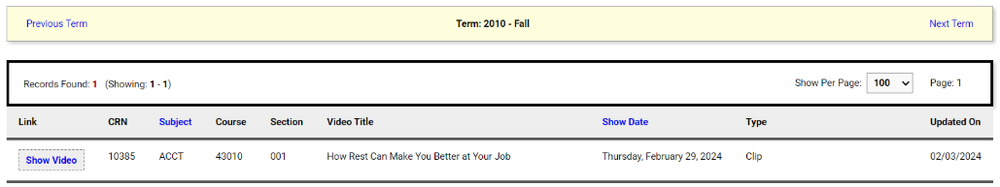 Previous Term Term: 2010 - Fall Next Term
Records Found: 1 (Showing: 1 - 1) Show Per Page: 100 Page: 1
Link CRN Subject Course Section Video Title Show Date Type Updated On
Show Video 10385 ACCT 43010 001 How Rest Can Make You Better at Your Job Thursday, February 29, 2024 Clip 02/03/2024